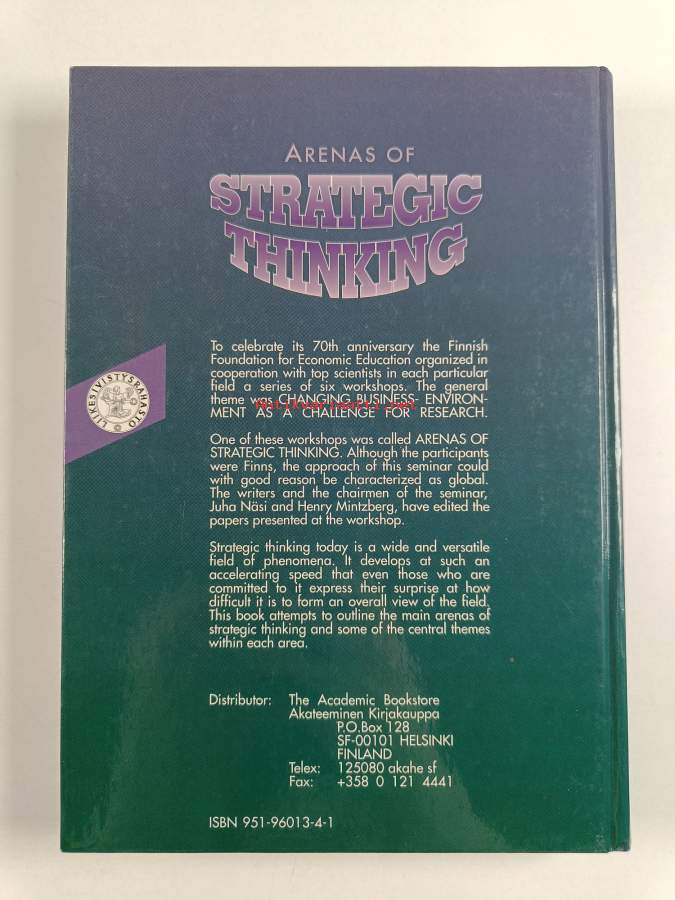 ARENAS OF
STRATEGIC
THINKING
To celebrate its 70th anniversary the Finnish
Foundation for Economic Education organized in
cooperation with top scientists in each particular
field a series of six workshops. The general
theme was CHANGING BUSINESS- ENVIRON-
MENT AS A CHALLENGE FOR RESEARCH.
Antikvariaatti.net
LIIKESIVISTYSRAHASTO
One of these workshops was called ARENAS OF
STRATEGIC THINKING. Although the participants
were Finns, the approach of this seminar could
with good reason be characterized as global.
The writers and the chairmen of the seminar,
Juha Näsi and Henry Mintzberg, have edited the
papers presented at the workshop.
Strategic thinking today is a wide and versatile
field of phenomena. It develops at such an
accelerating speed that even those who are
committed to it express their surprise at how
difficult it is to form an overall view of the field.
This book attempts to outline the main arenas of
strategic thinking and some of the central themes
within each area.
Distributor: The Academic Bookstore
Akateeminen Kirjakauppa
P.O.Box 128
SF-00101 HELSINKI
FINLAND
Telex: 125080 akahe sf
Fax: +358 0 121 4441
ISBN 951-96013-4-1